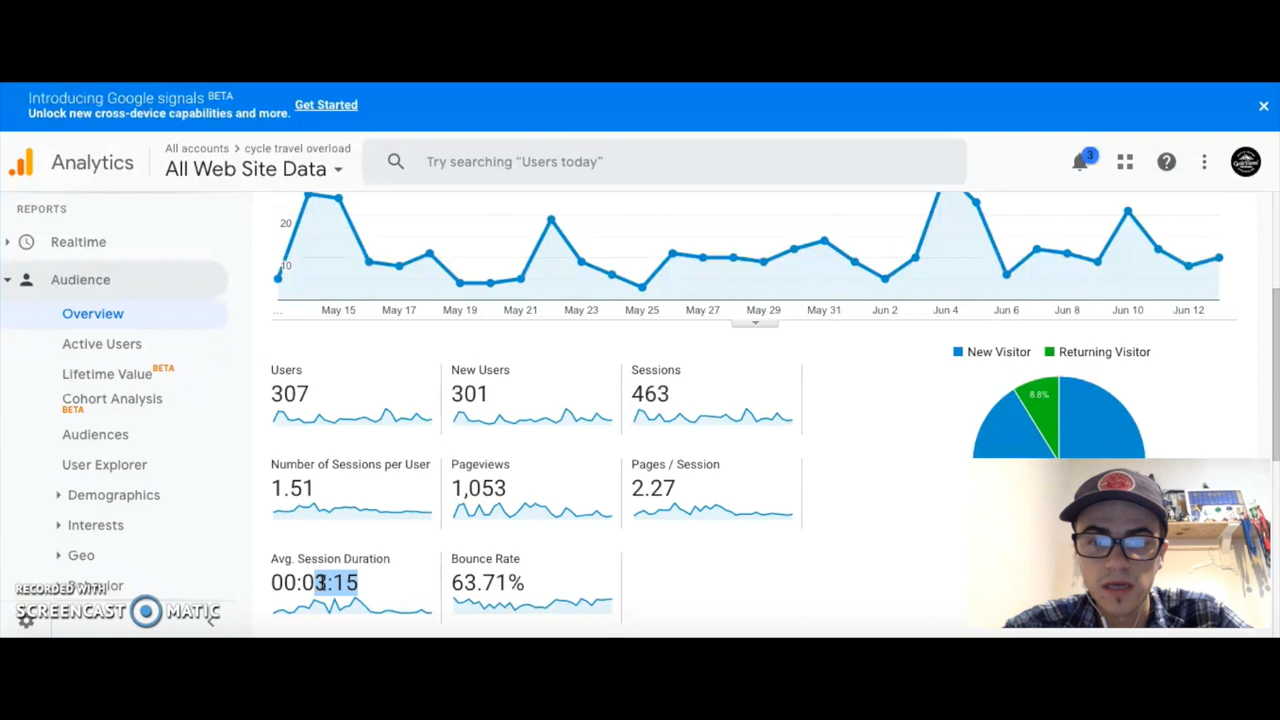 Introducing Google signals BETA
Unlock new cross-device capabilities and more. Get Started
Analytics
All accounts > cycle travel overload
All Web Site Data
Try searching "Users today"
3
REPORTS
Realtime
Audience
Overview
Active Users
Lifetime Value BETA
Cohort Analysis
BETA
Audiences
User Explorer
Demographics
Interests
Geo
Behavior
20
10
... May 15 May 17 May 19 May 21 May 23 May 25 May 27 May 29 May 31 Jun 2 Jun 4 Jun 6 Jun 8 Jun 10 Jun 12
New Visitor Returning Visitor
8.8%
Users
307
New Users
301
Sessions
463
Number of Sessions per User
1.51
Pageviews
1,053
Pages / Session
2.27
Avg. Session Duration
00:03:15
Bounce Rate
63.71%
RECORDED WITH
SCREENCAST MATIC